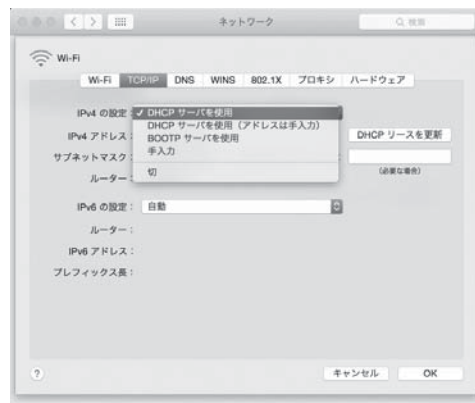 ネットワーク
検索
Wi-Fi
Wi-Fi TCP/IP DNS WINS 802.1X プロキシ ハードウェア
IPv4 の設定： ✓ DHCP サーバを使用
DHCP サーバを使用（アドレスは手入力）
BOOTP サーバを使用
手入力
切
IPv4 アドレス： DHCP リースを更新
サブネットマスク：
（必要な場合）
ルーター：
IPv6 の設定： 自動
ルーター：
IPv6 アドレス：
プレフィックス長：
? キャンセル OK